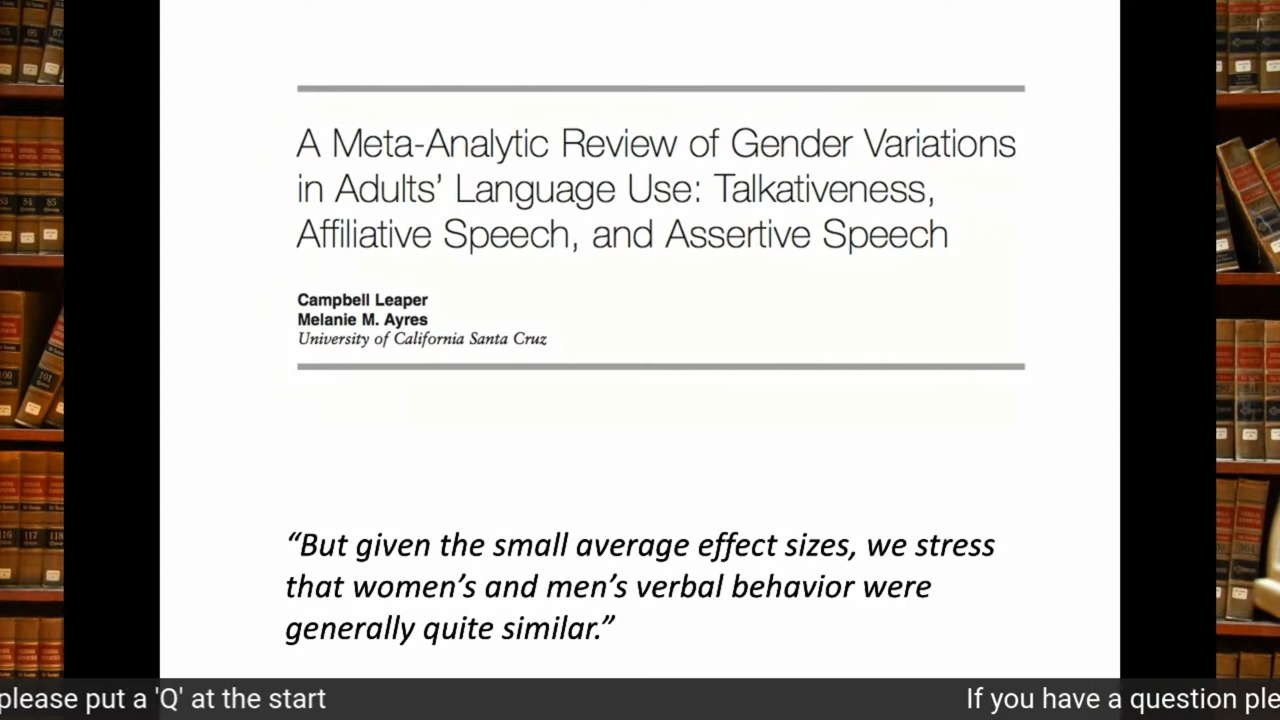 A Meta-Analytic Review of Gender Variations
in Adults’ Language Use: Talkativeness,
Affiliative Speech, and Assertive Speech
Campbell Leaper
Melanie M. Ayres
University of California Santa Cruz
“But given the small average effect sizes, we stress
that women’s and men’s verbal behavior were
generally quite similar.”
please put a 'Q' at the start
If you have a question ple